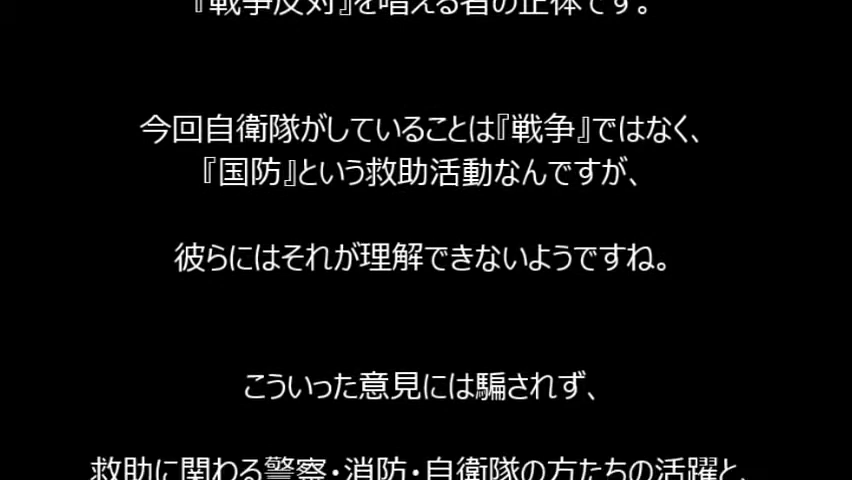 『戦争反対』を唱える者の正体です。
今回自衛隊がしていることは『戦争』ではなく、
『国防』という救助活動なんですが、
彼らにはそれが理解できないようですね。
こういった意見には騙されず、
救助に関わる警察・消防・自衛隊の方たちの活躍と、